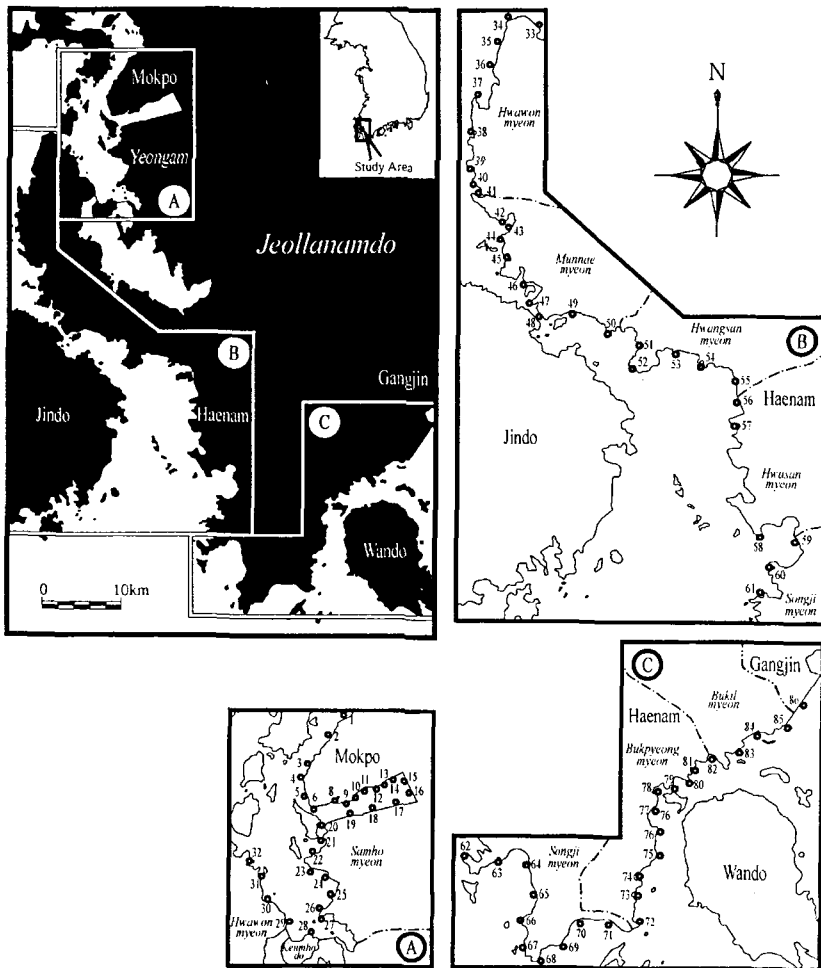 Mokpo
Yeongam
A
Study Area
Jeollanamdo
B
Gangjin
Jindo
Haenam
C
Wando
0 10km
34
33
35
36
37
Hwawon
myeon
38
39
40
41
42
43
44
45
Munnae
myeon
46
47
48
49
50
51
52
Hwangsan
myeon
53
54
55
56
57
B
Haenam
Jindo
Hwasan
myeon
58
59
60
61
Songji
myeon
N
1
2
Mokpo
3
4
5
6
8
9
10
11
12
13
14
15
16
17
18
19
20
21
22
Samho
myeon
23
24
25
26
27
28
29
30
31
32
Hwawon
myeon
Keumho
do
A
C
Gangjin
Bukil
myeon
Haenam
Bukpyeong
myeon
86
85
84
83
82
81
80
79
78
77
76
76
75
74
73
72
Wando
62
63
64
Songji
myeon
65
66
67
68
69
70
71